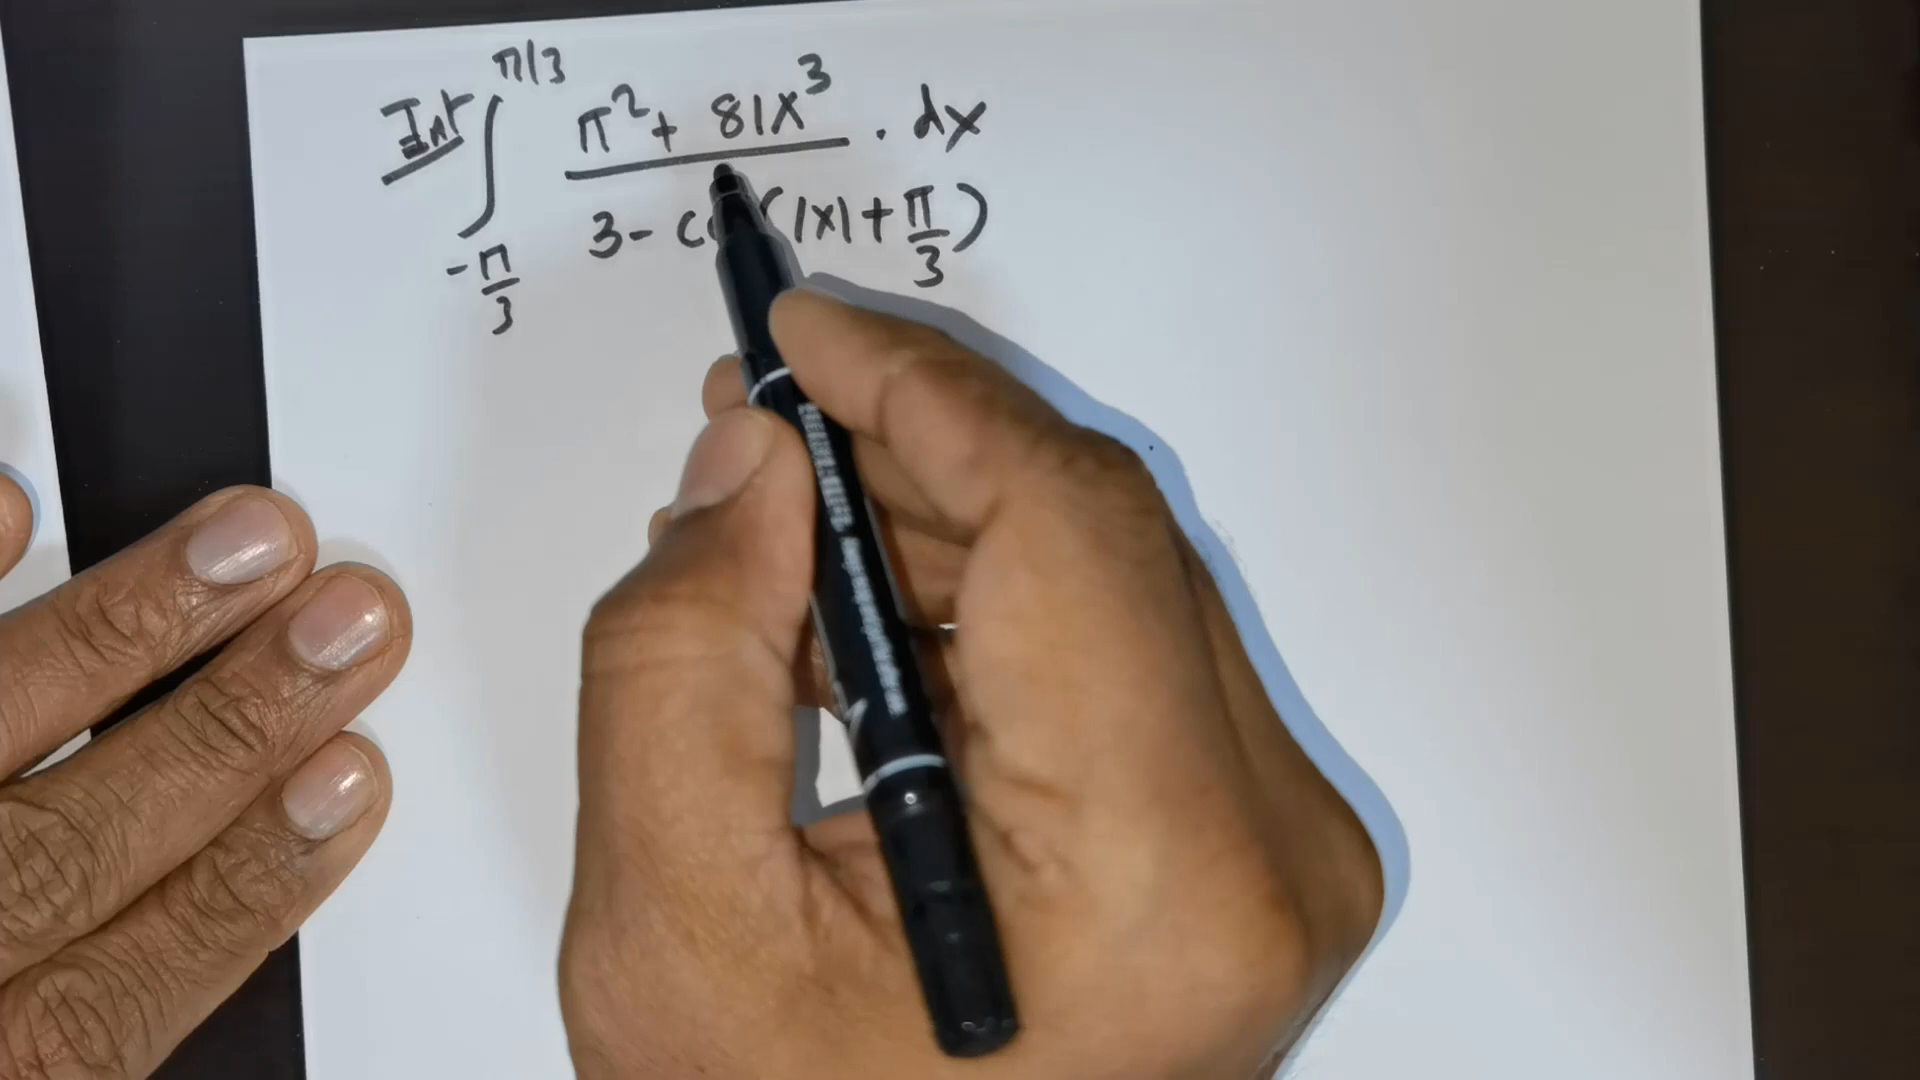 Int ∫ π/3 π² + 81x³ . dx
-π/3 3 - (|x| + π/3)